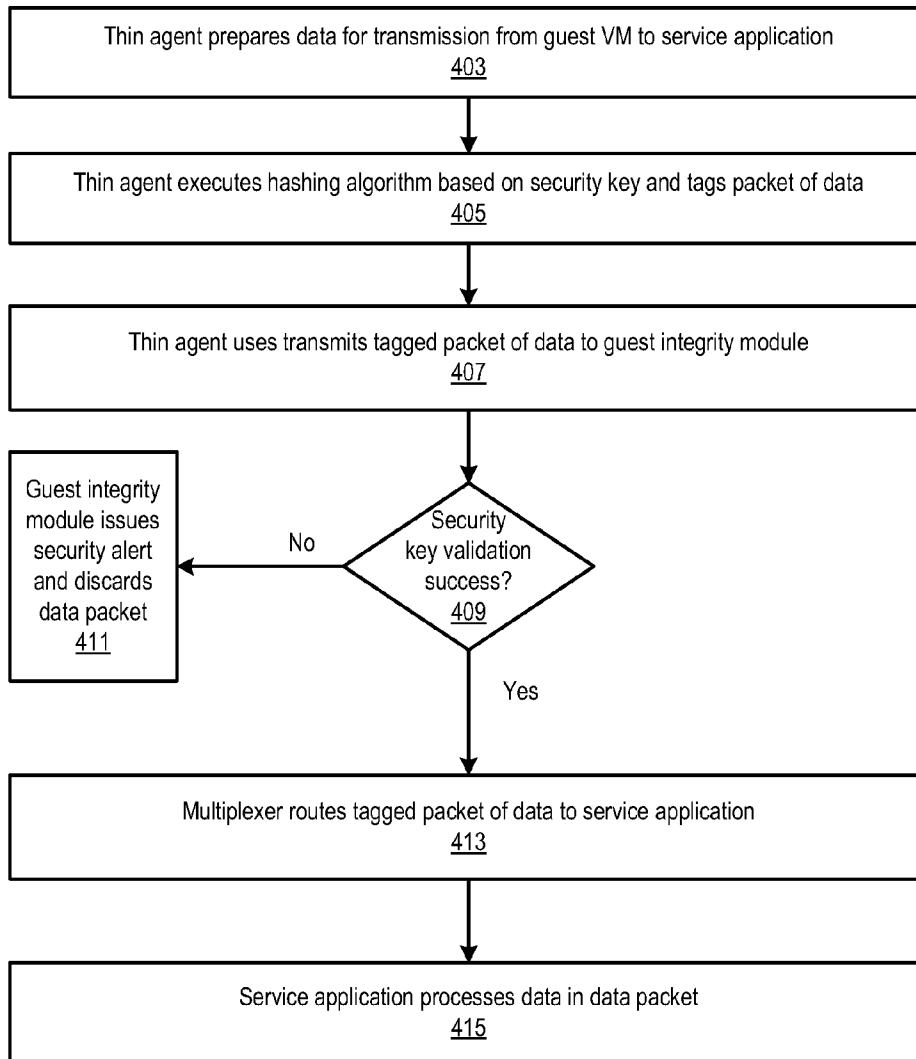 Thin agent prepares data for transmission from guest VM to service application
403
Thin agent executes hashing algorithm based on security key and tags packet of data
405
Thin agent uses transmits tagged packet of data to guest integrity module
407
Guest integrity
module issues
security alert
and discards
data packet
411
No
Security
key validation
success?
409
Yes
Multiplexer routes tagged packet of data to service application
413
Service application processes data in data packet
415